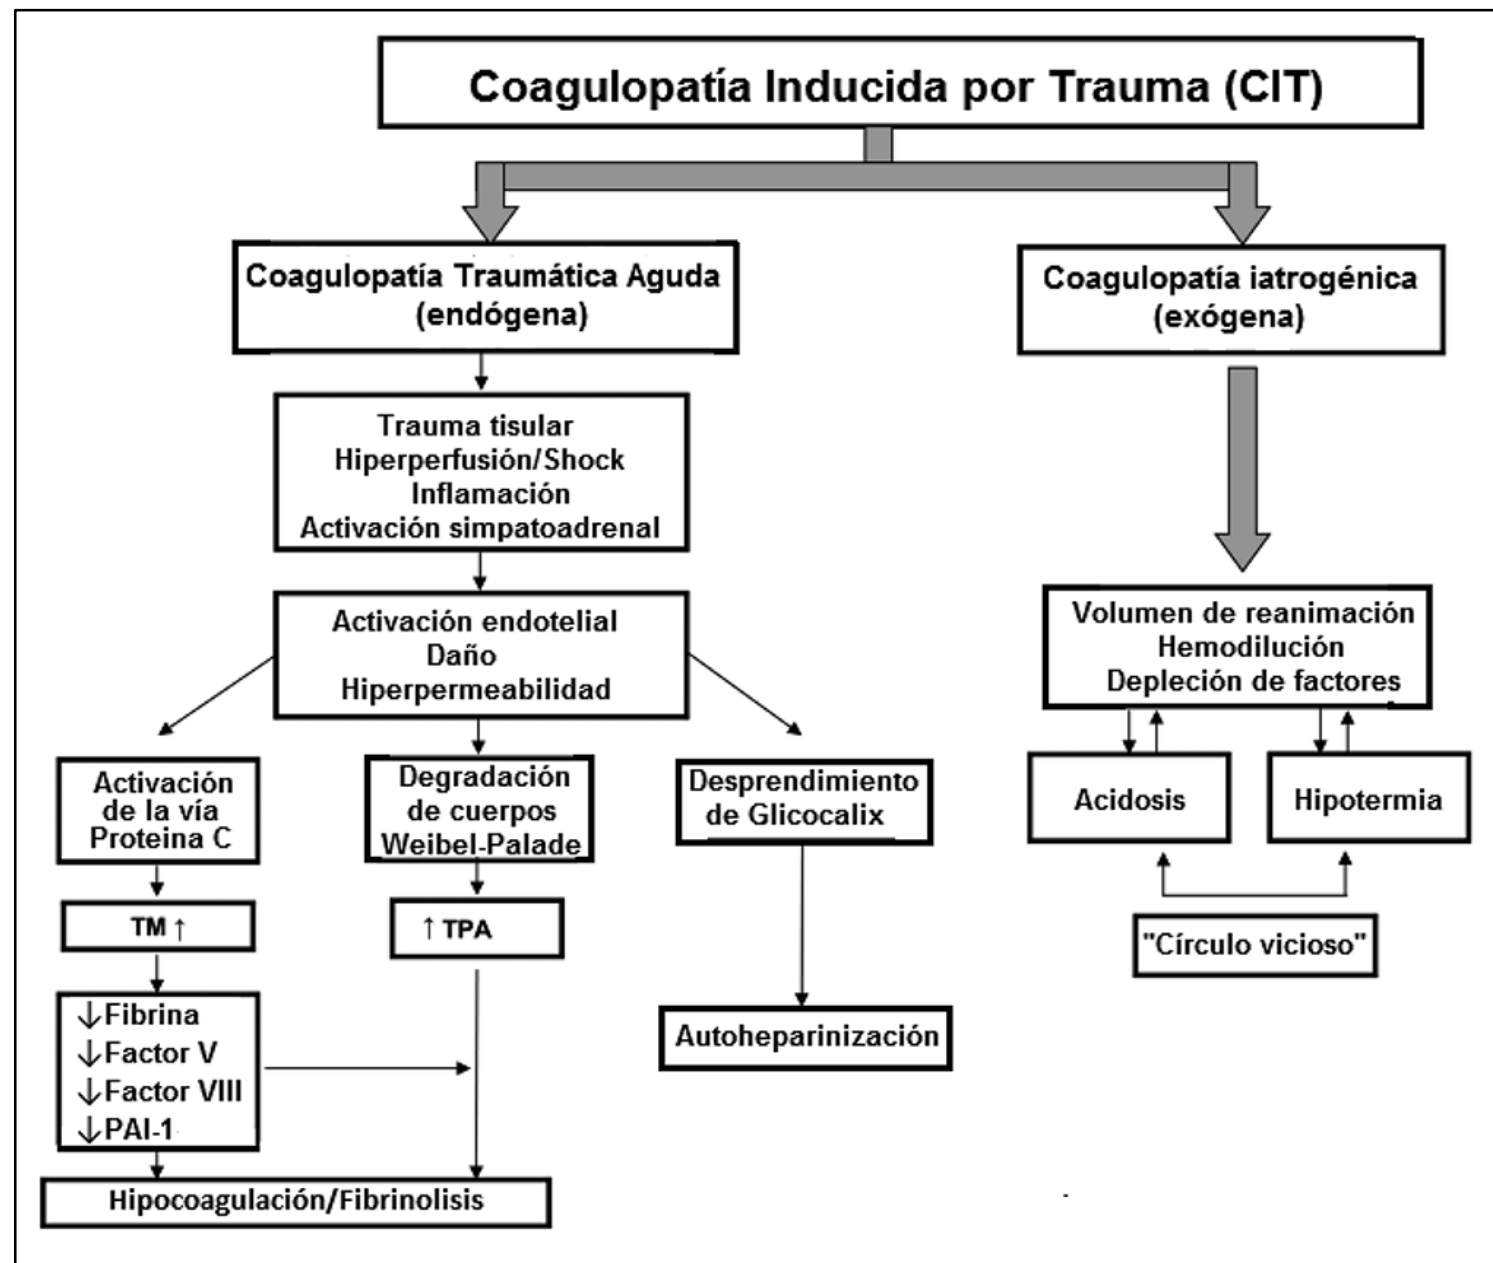 Coagulopatía Inducida por Trauma (CIT)
Coagulopatía Traumática Aguda
(endógena)
Coagulopatía iatrogénica
(exógena)
Trauma tisular
Hiperperfusión/Shock
Inflamación
Activación simpatoadrenal
Activación endotelial
Daño
Hiperpermeabilidad
Volumen de reanimación
Hemodilución
Depleción de factores
Activación
de la vía
Proteina C
Degradación
de cuerpos
Weibel-Palade
Desprendimiento
de Glicocalix
Acidosis
Hipotermia
TM ↑
↑ TPA
"Círculo vicioso"
↓Fibrina
↓Factor V
↓Factor VIII
↓PAI-1
Autoheparinización
Hipocoagulación/Fibrinolisis